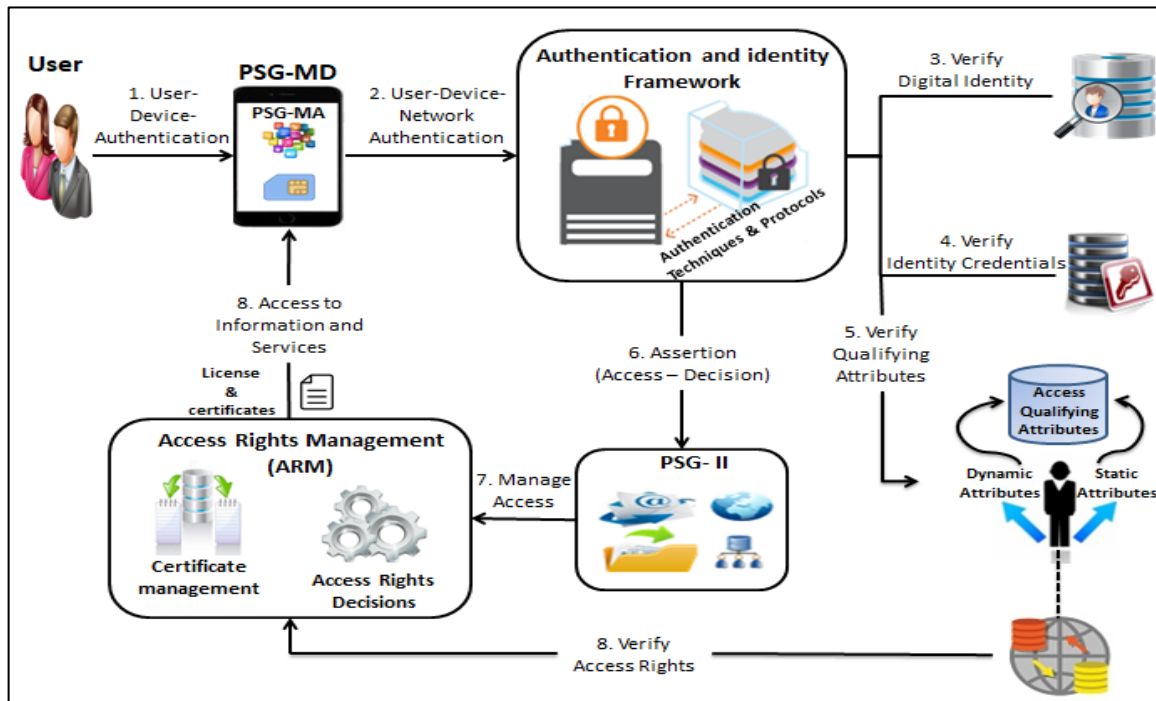 User
1. User-
Device-
Authentication
PSG-MD
PSG-MA
2. User-Device-
Network
Authentication
Authentication and identity
Framework
Authentication
Techniques & Protocols
3. Verify
Digital Identity
4. Verify
Identity Credentials
5. Verify
Qualifying
Attributes
6. Assertion
(Access – Decision)
8. Access to
Information and
Services
License
&
certificates
Access Rights Management
(ARM)
Certificate
management
Access Rights
Decisions
7. Manage
Access
PSG- II
@
Access
Qualifying
Attributes
Dynamic
Attributes
Static
Attributes
8. Verify
Access Rights